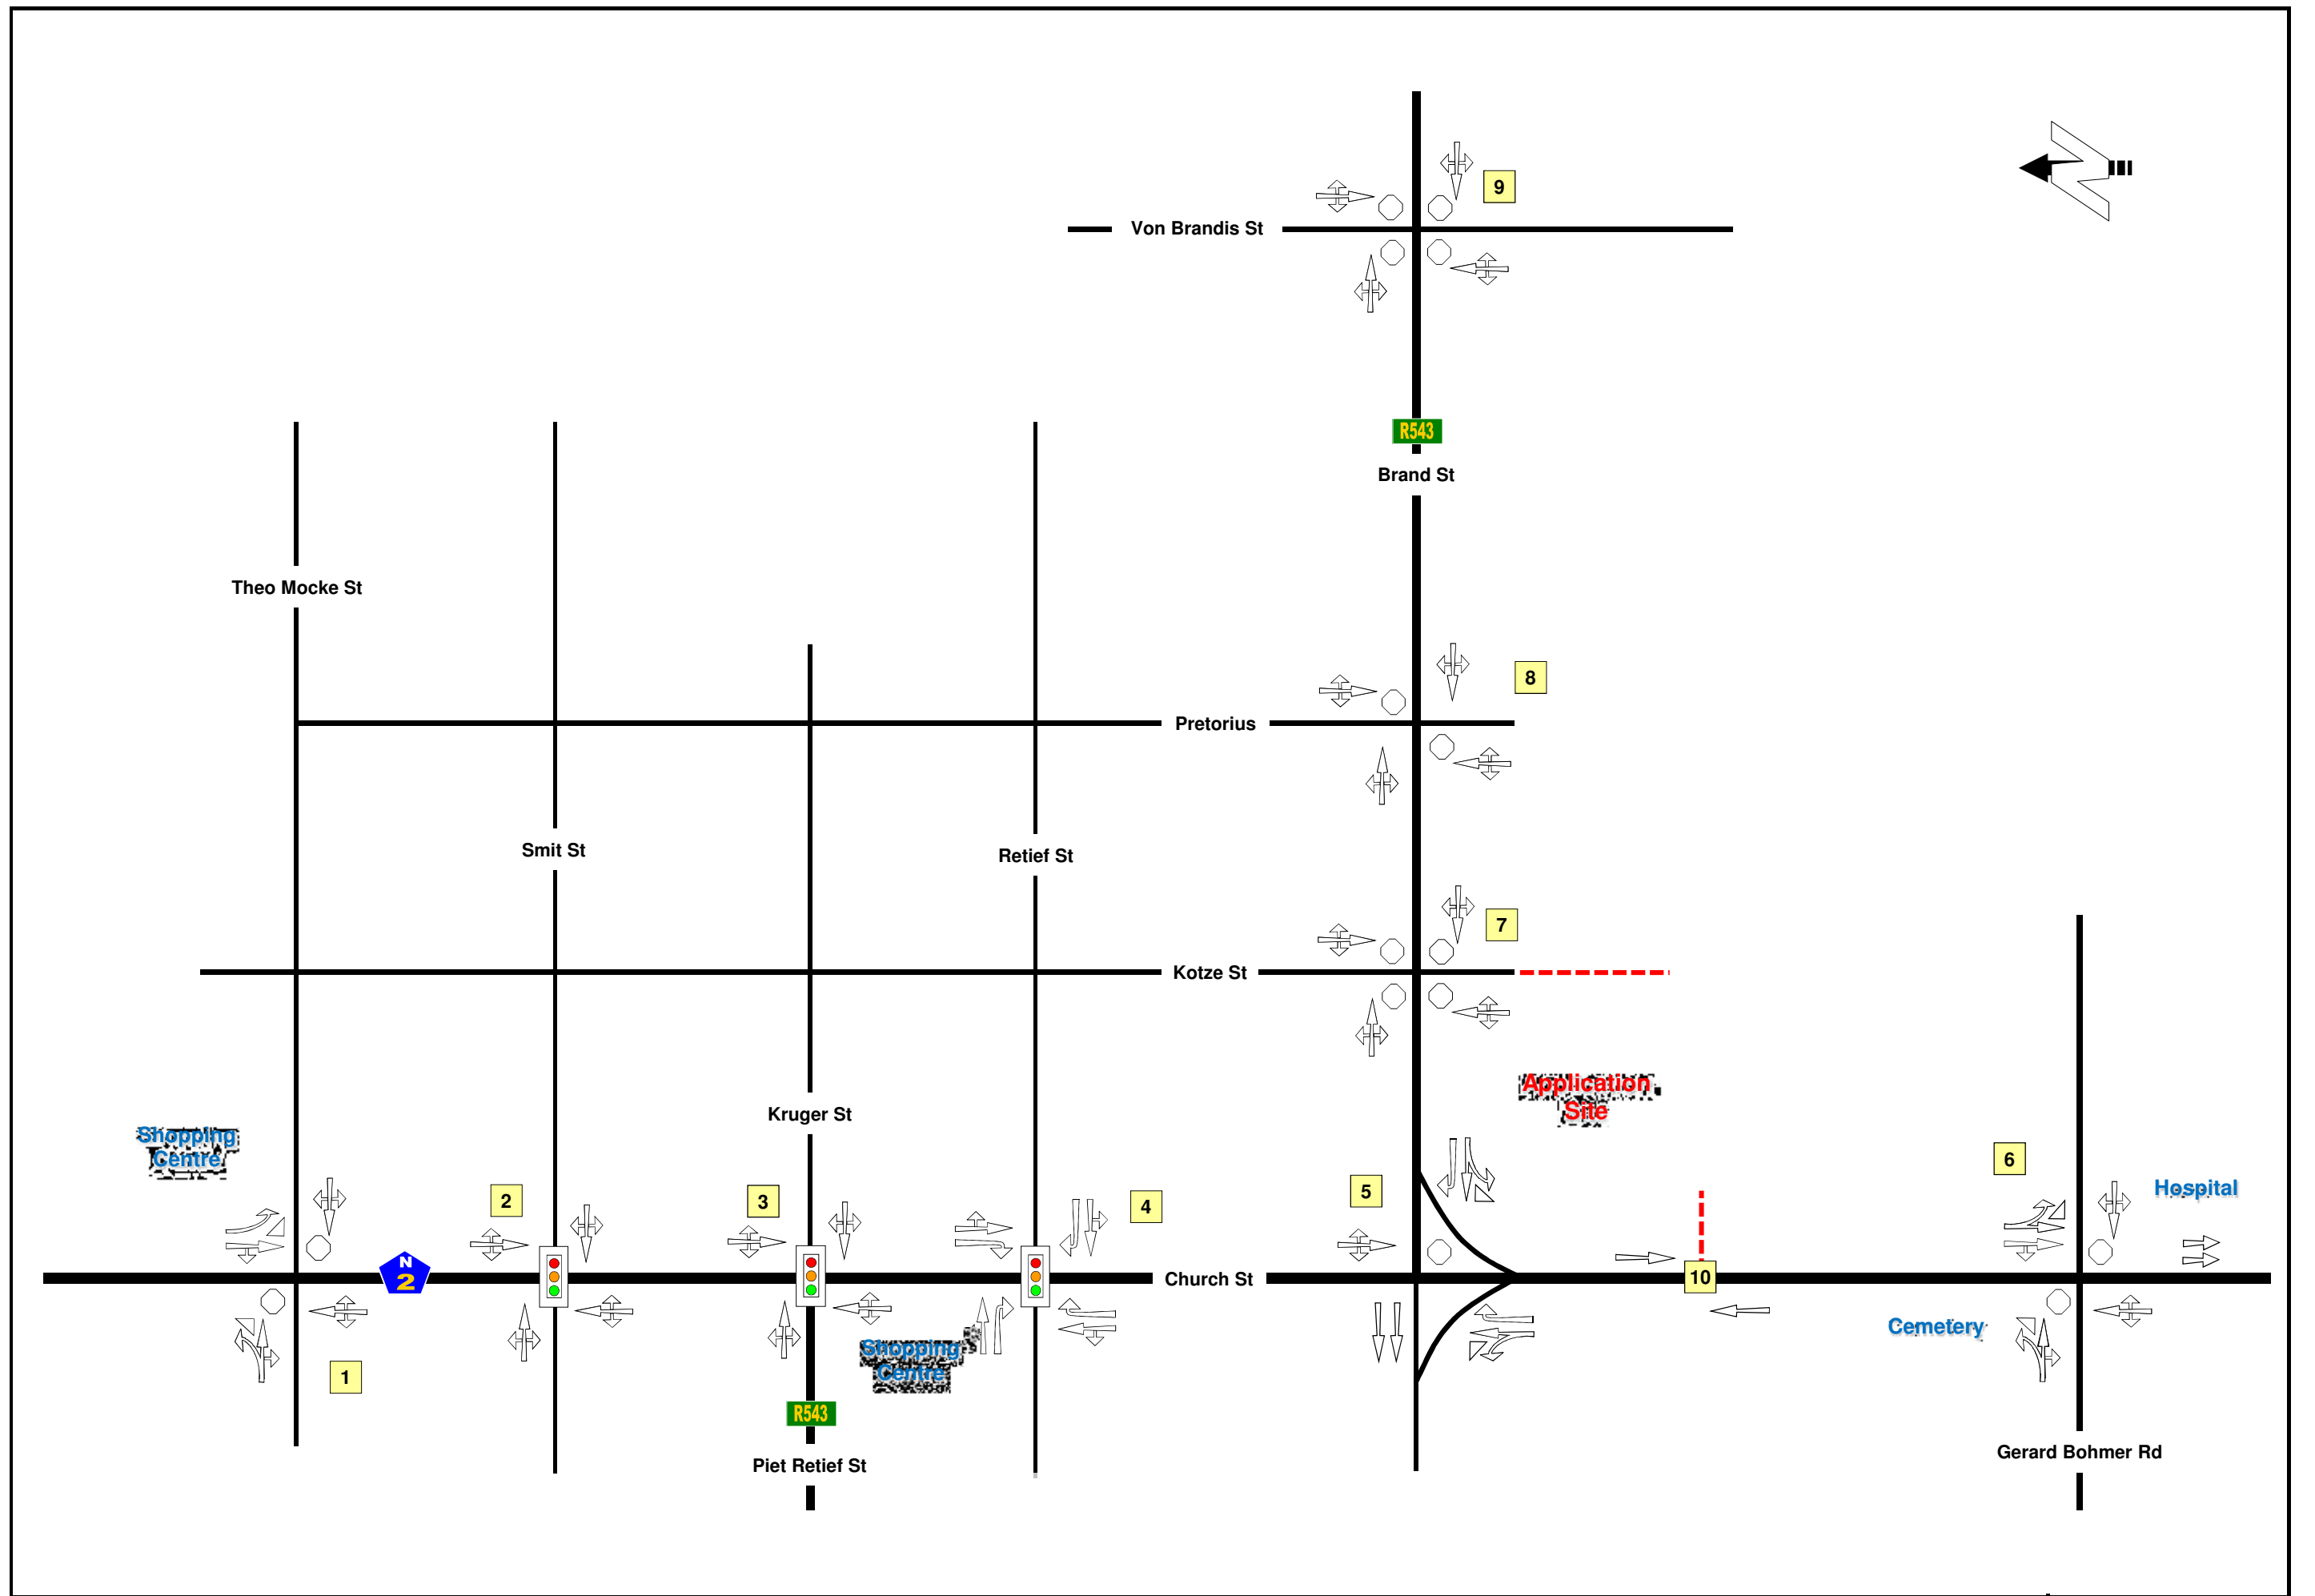 9
Von Brandis St
R543
Brand St
Theo Mocke St
8
Pretorius
Smit St
Retief St
7
Kotze St
Application
Site
Kruger St
Shopping
Centre
6
Hospital
5
4
3
2
N
2
Church St
10
Cemetery
Shopping
Centre
1
R543
Piet Retief St
Gerard Bohmer Rd